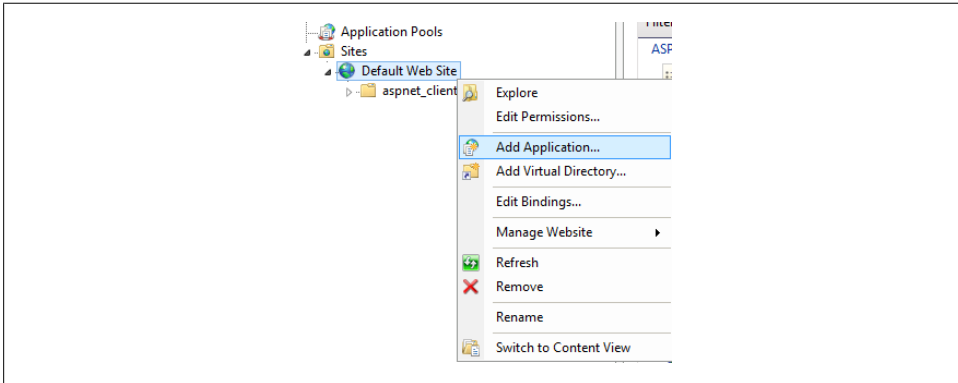 Application Pools
Sites
ASP
Default Web Site
aspnet_client
Explore
Edit Permissions...
Add Application...
Add Virtual Directory...
Edit Bindings...
Manage Website
Refresh
Remove
Rename
Switch to Content View